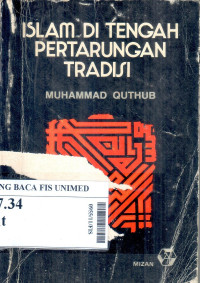 ISLAM DI TENGAH
PERTARUNGAN
TRADISI
MUHAMMAD QUTHUB
NG BACA FIS UNIMED
7.34
t
MIZAN